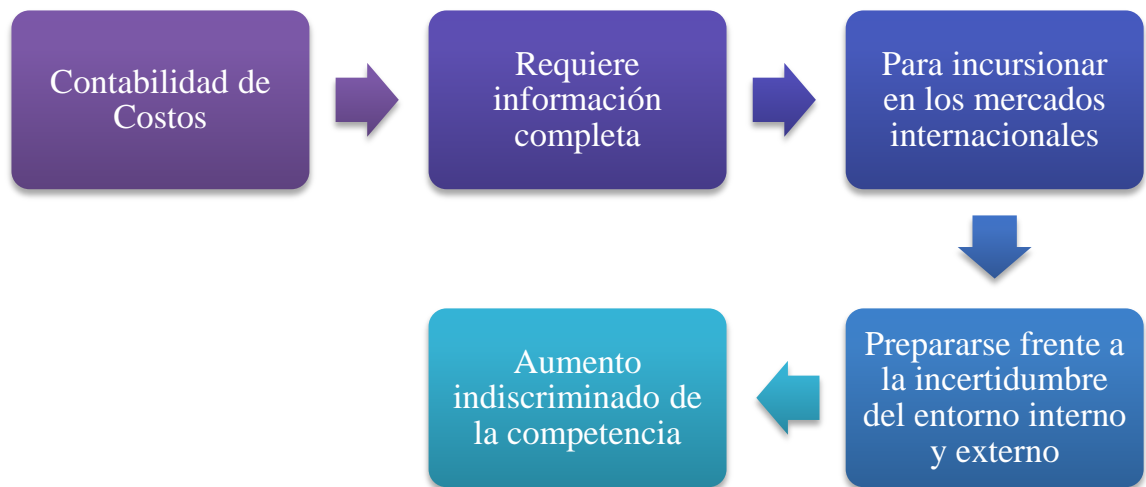 Contabilidad de
Costos
Requiere
información
completa
Para incursionar
en los mercados
internacionales
Prepararse frente a
la incertidumbre
del entorno interno
y externo
Aumento
indiscriminado de
la competencia